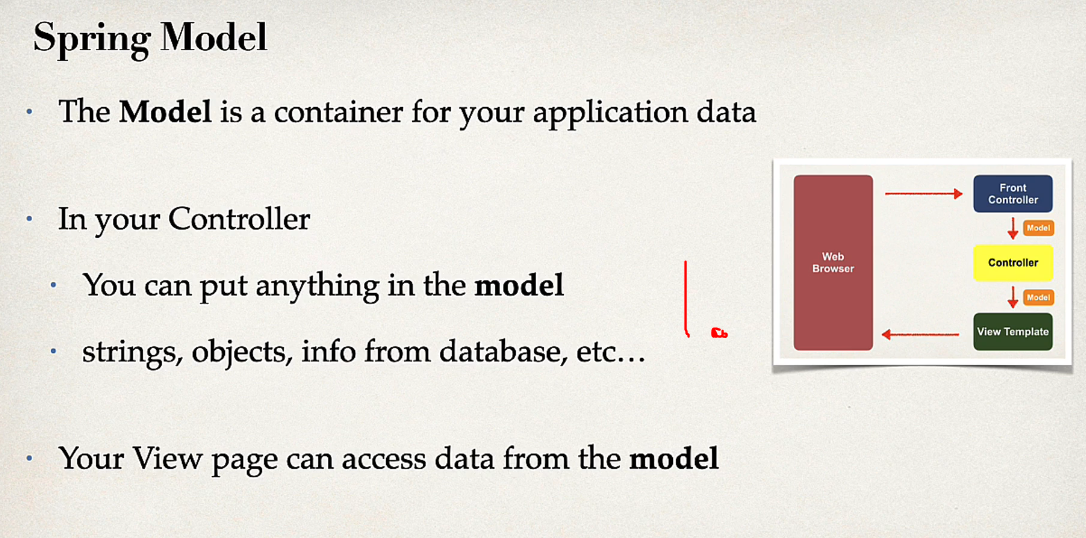 Spring Model
The Model is a container for your application data
In your Controller
You can put anything in the model
strings, objects, info from database, etc…
Your View page can access data from the model
Web
Browser
Front
Controller
Model
Controller
Model
View Template